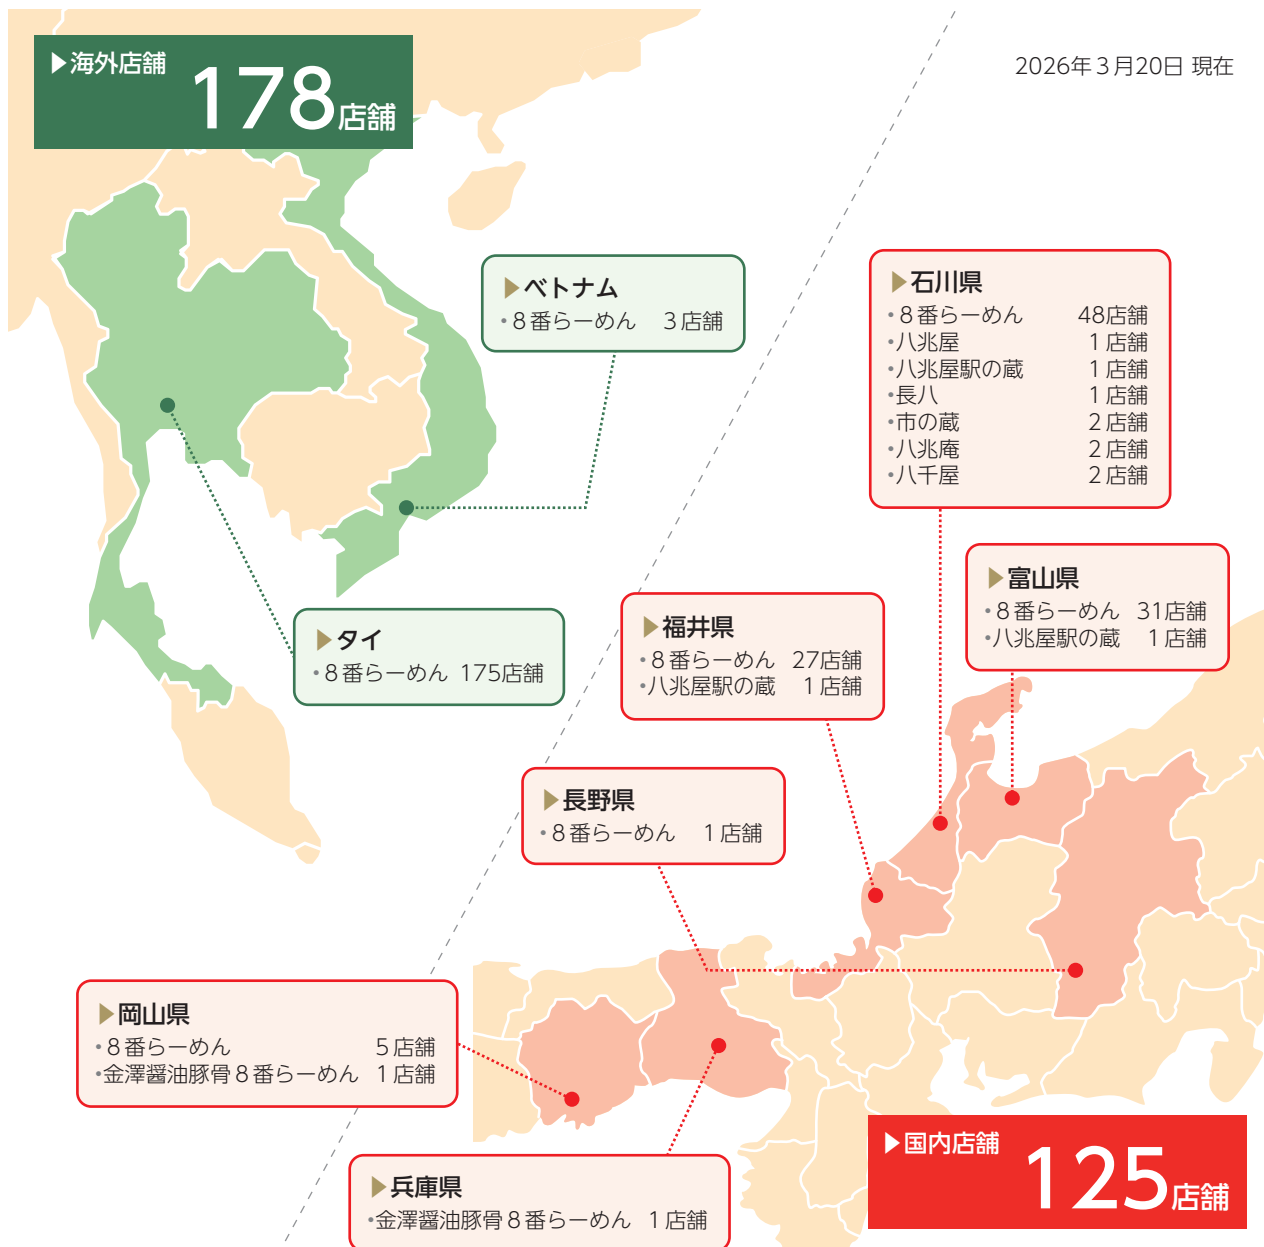 ▶海外店舗
178店舗
2026年3月20日 現在
▶ベトナム
・8番らーめん 3店舗
▶タイ
・8番らーめん 175店舗
▶石川県
・8番らーめん 48店舗
・八兆屋 1店舗
・八兆屋駅の蔵 1店舗
・長八 1店舗
・市の蔵 2店舗
・八兆庵 2店舗
・八千屋 2店舗
▶富山県
・8番らーめん 31店舗
・八兆屋駅の蔵 1店舗
▶福井県
・8番らーめん 27店舗
・八兆屋駅の蔵 1店舗
▶長野県
・8番らーめん 1店舗
▶岡山県
・8番らーめん 5店舗
・金澤醤油豚骨8番らーめん 1店舗
▶兵庫県
・金澤醤油豚骨8番らーめん 1店舗
▶国内店舗
125店舗